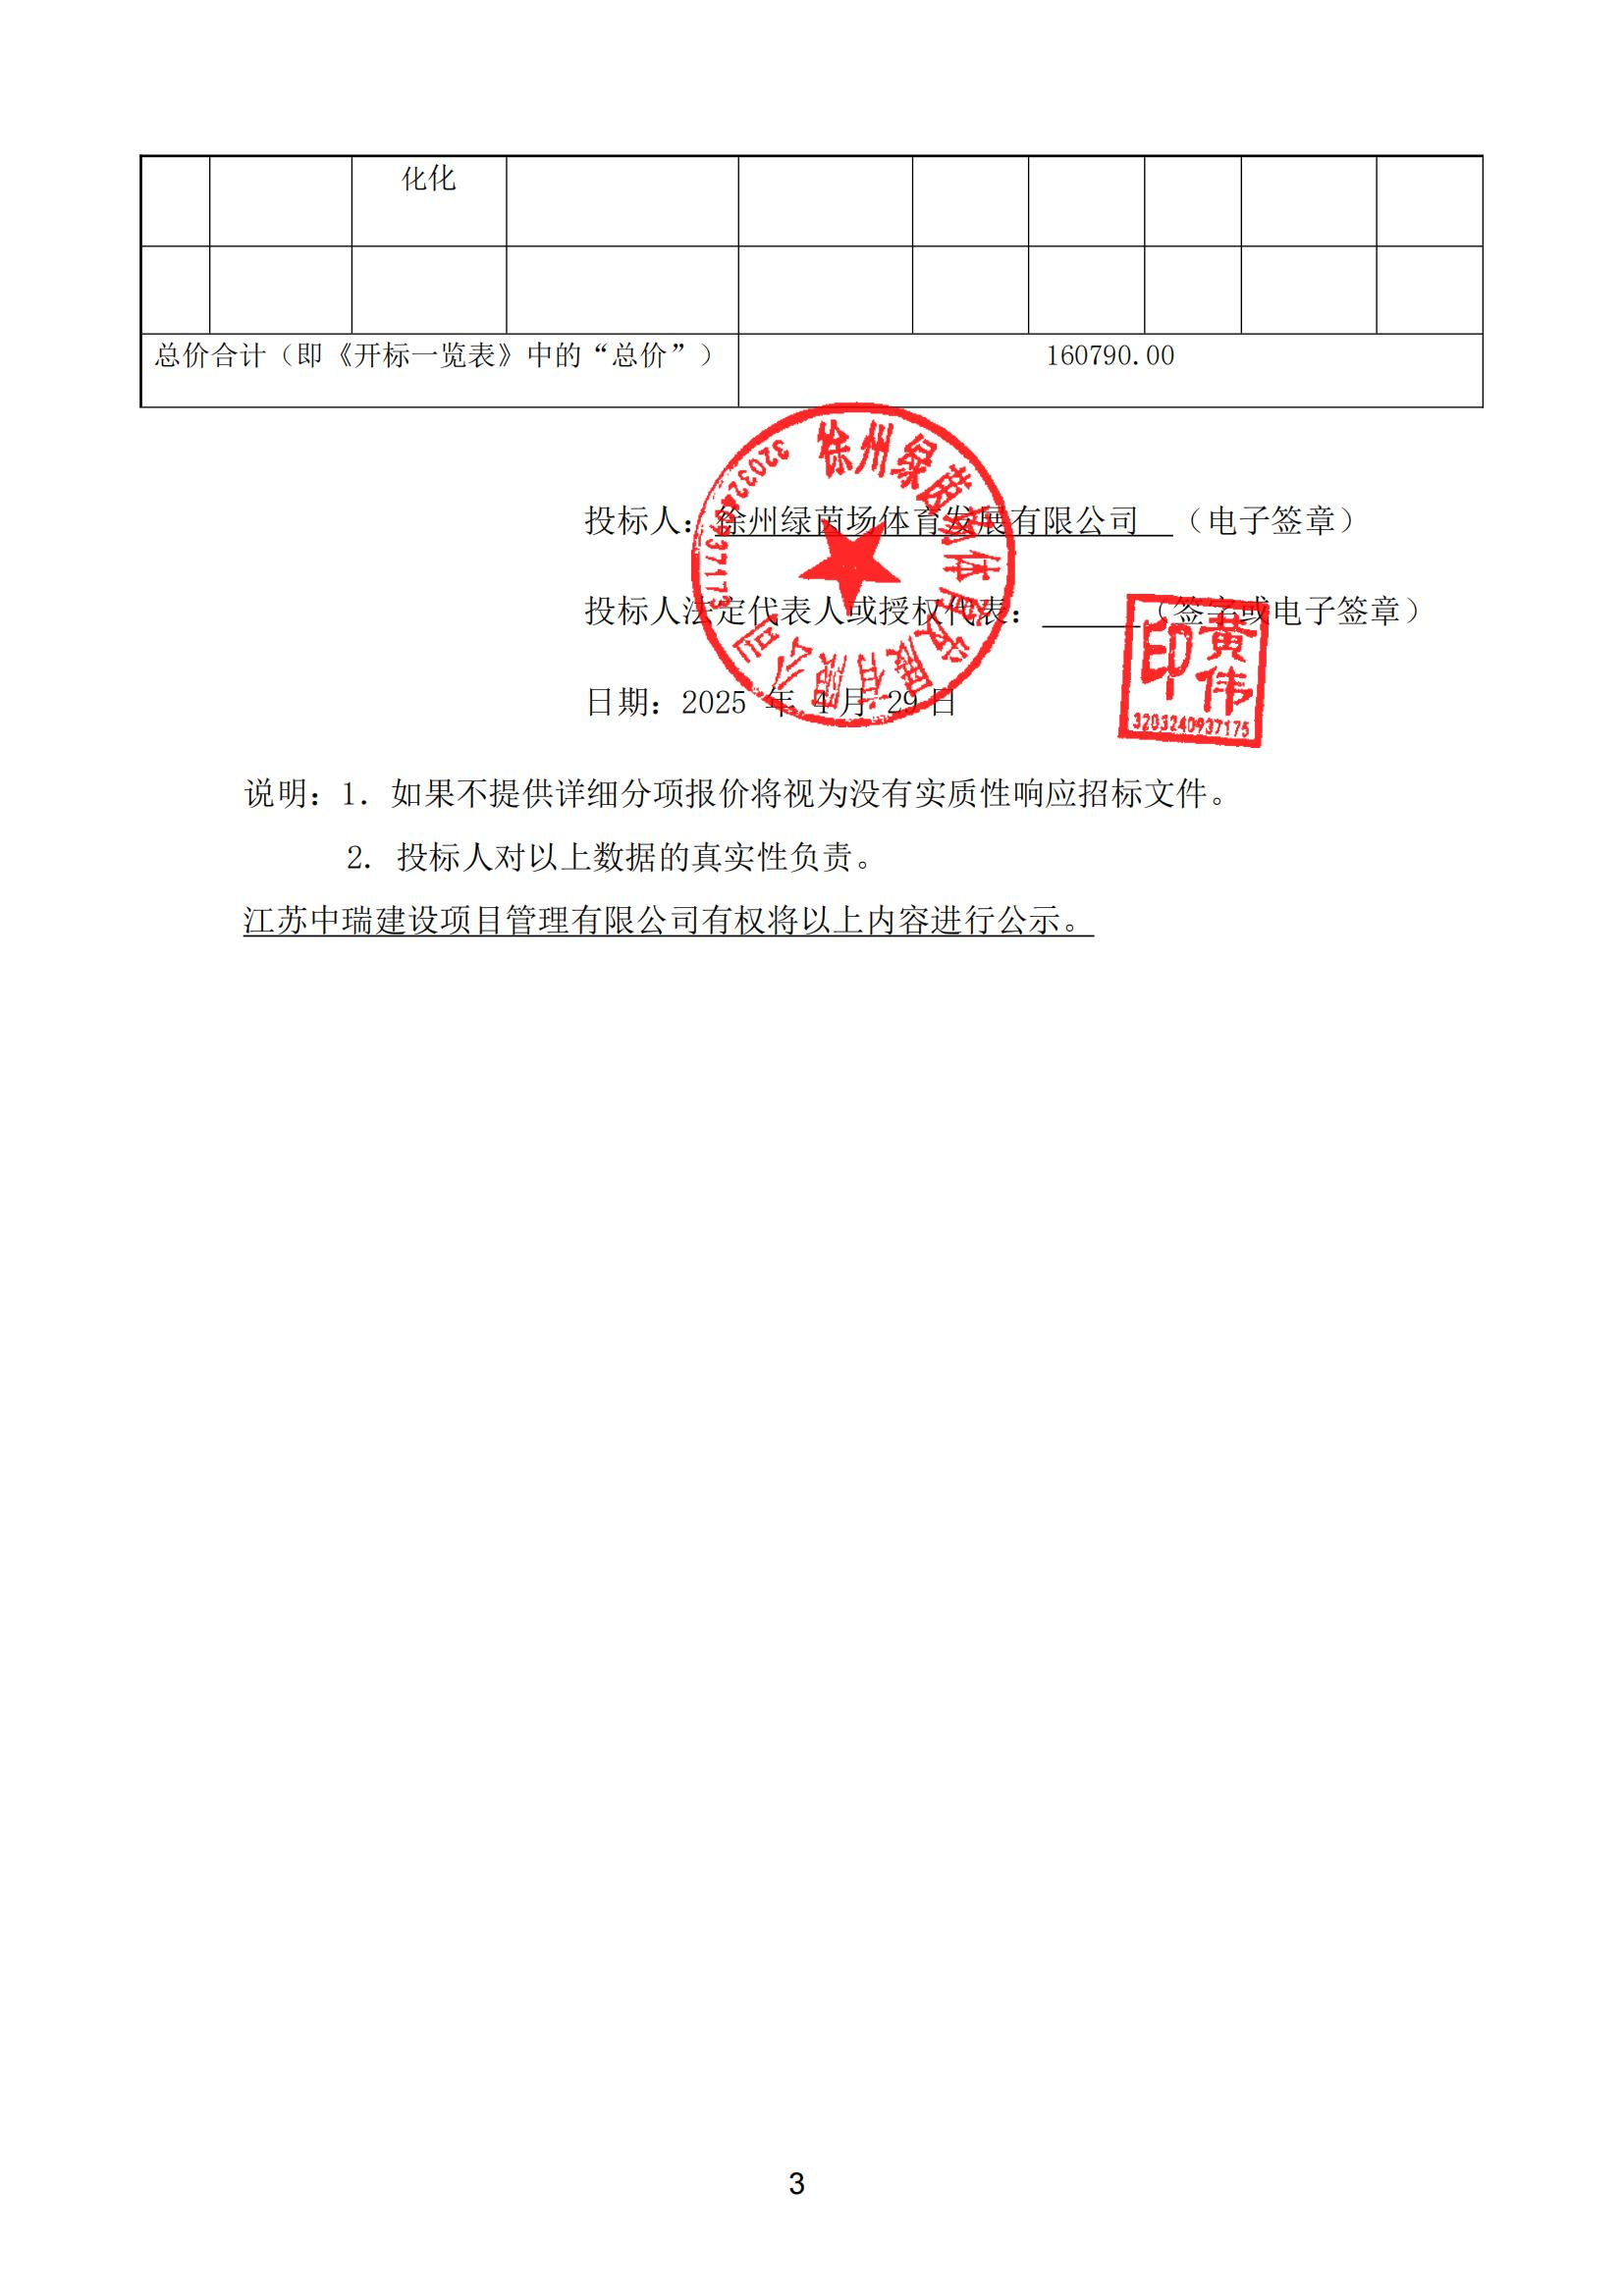 化化
总价合计（即《开标一览表》中的“总价”） 160790.00
投标人：徐州绿茵场体育发展有限公司 （电子签章）
投标人法定代表人或授权代表：（签字或电子签章）
日期：2025 年 4月 29日
徐州绿茵场体育发展有限公司
3203240937173
黄伟印
3203240937175
说明：1. 如果不提供详细分项报价将视为没有实质性响应招标文件。
2. 投标人对以上数据的真实性负责。
江苏中瑞建设项目管理有限公司有权将以上内容进行公示。
3